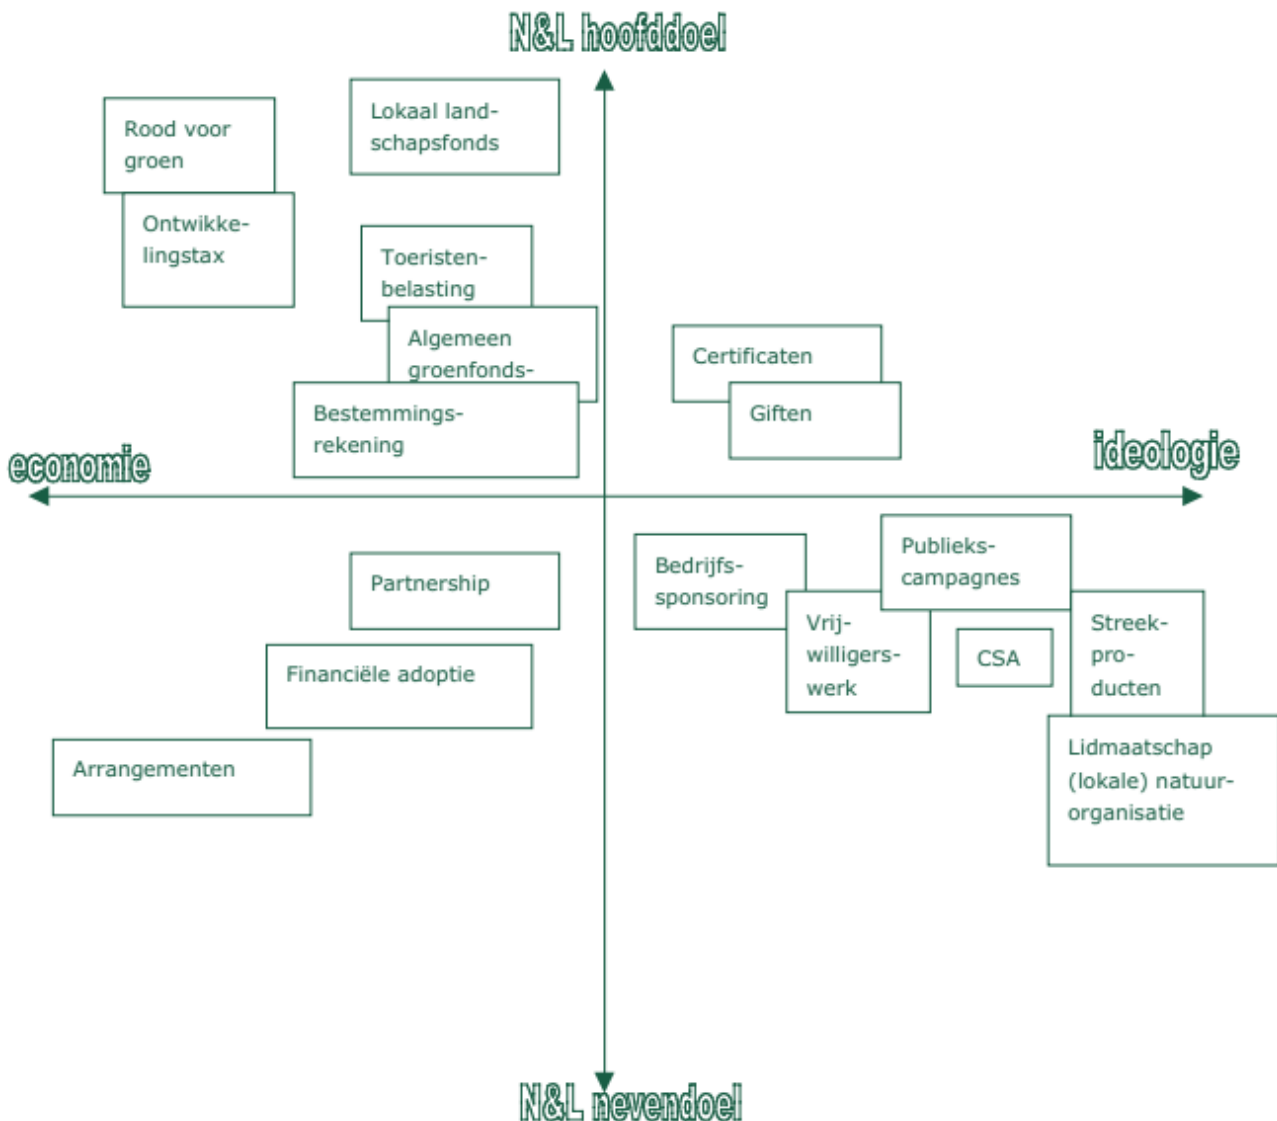 N&L hoofddoel
Lokaal land-
schapsfonds
Rood voor
groen
Ontwikke-
lingstax
Toeristen-
belasting
Algemeen
groenfonds-
Bestemmings-
rekening
Certificaten
Giften
economie
ideologie
Partnership
Financiële adoptie
Arrangementen
Bedrijfs-
sponsoring
Publieks-
campagnes
Vrij-
willigers-
werk
CSA
Streek-
pro-
ducten
Lidmaatschap
(lokale) natuur-
organisatie
N&L nevendoel